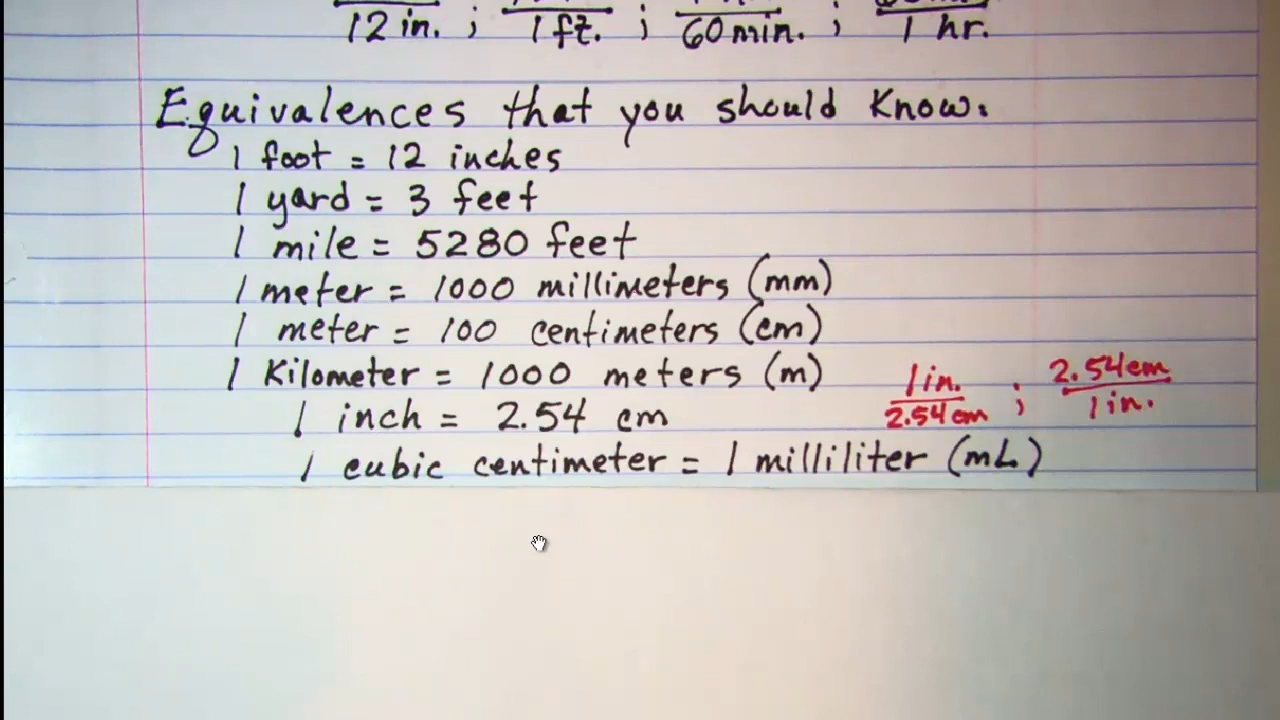 12 in. ; 1 ft. ; 60 min. ; 1 hr.
Equivalences that you should know:
1 foot = 12 inches
1 yard = 3 feet
1 mile = 5280 feet
1 meter = 1000 millimeters (mm)
1 meter = 100 centimeters (cm)
1 Kilometer = 1000 meters (m)
1 in. / 2.54 cm ; 2.54 cm / 1 in.
1 inch = 2.54 cm
1 cubic centimeter = 1 milliliter (mL)